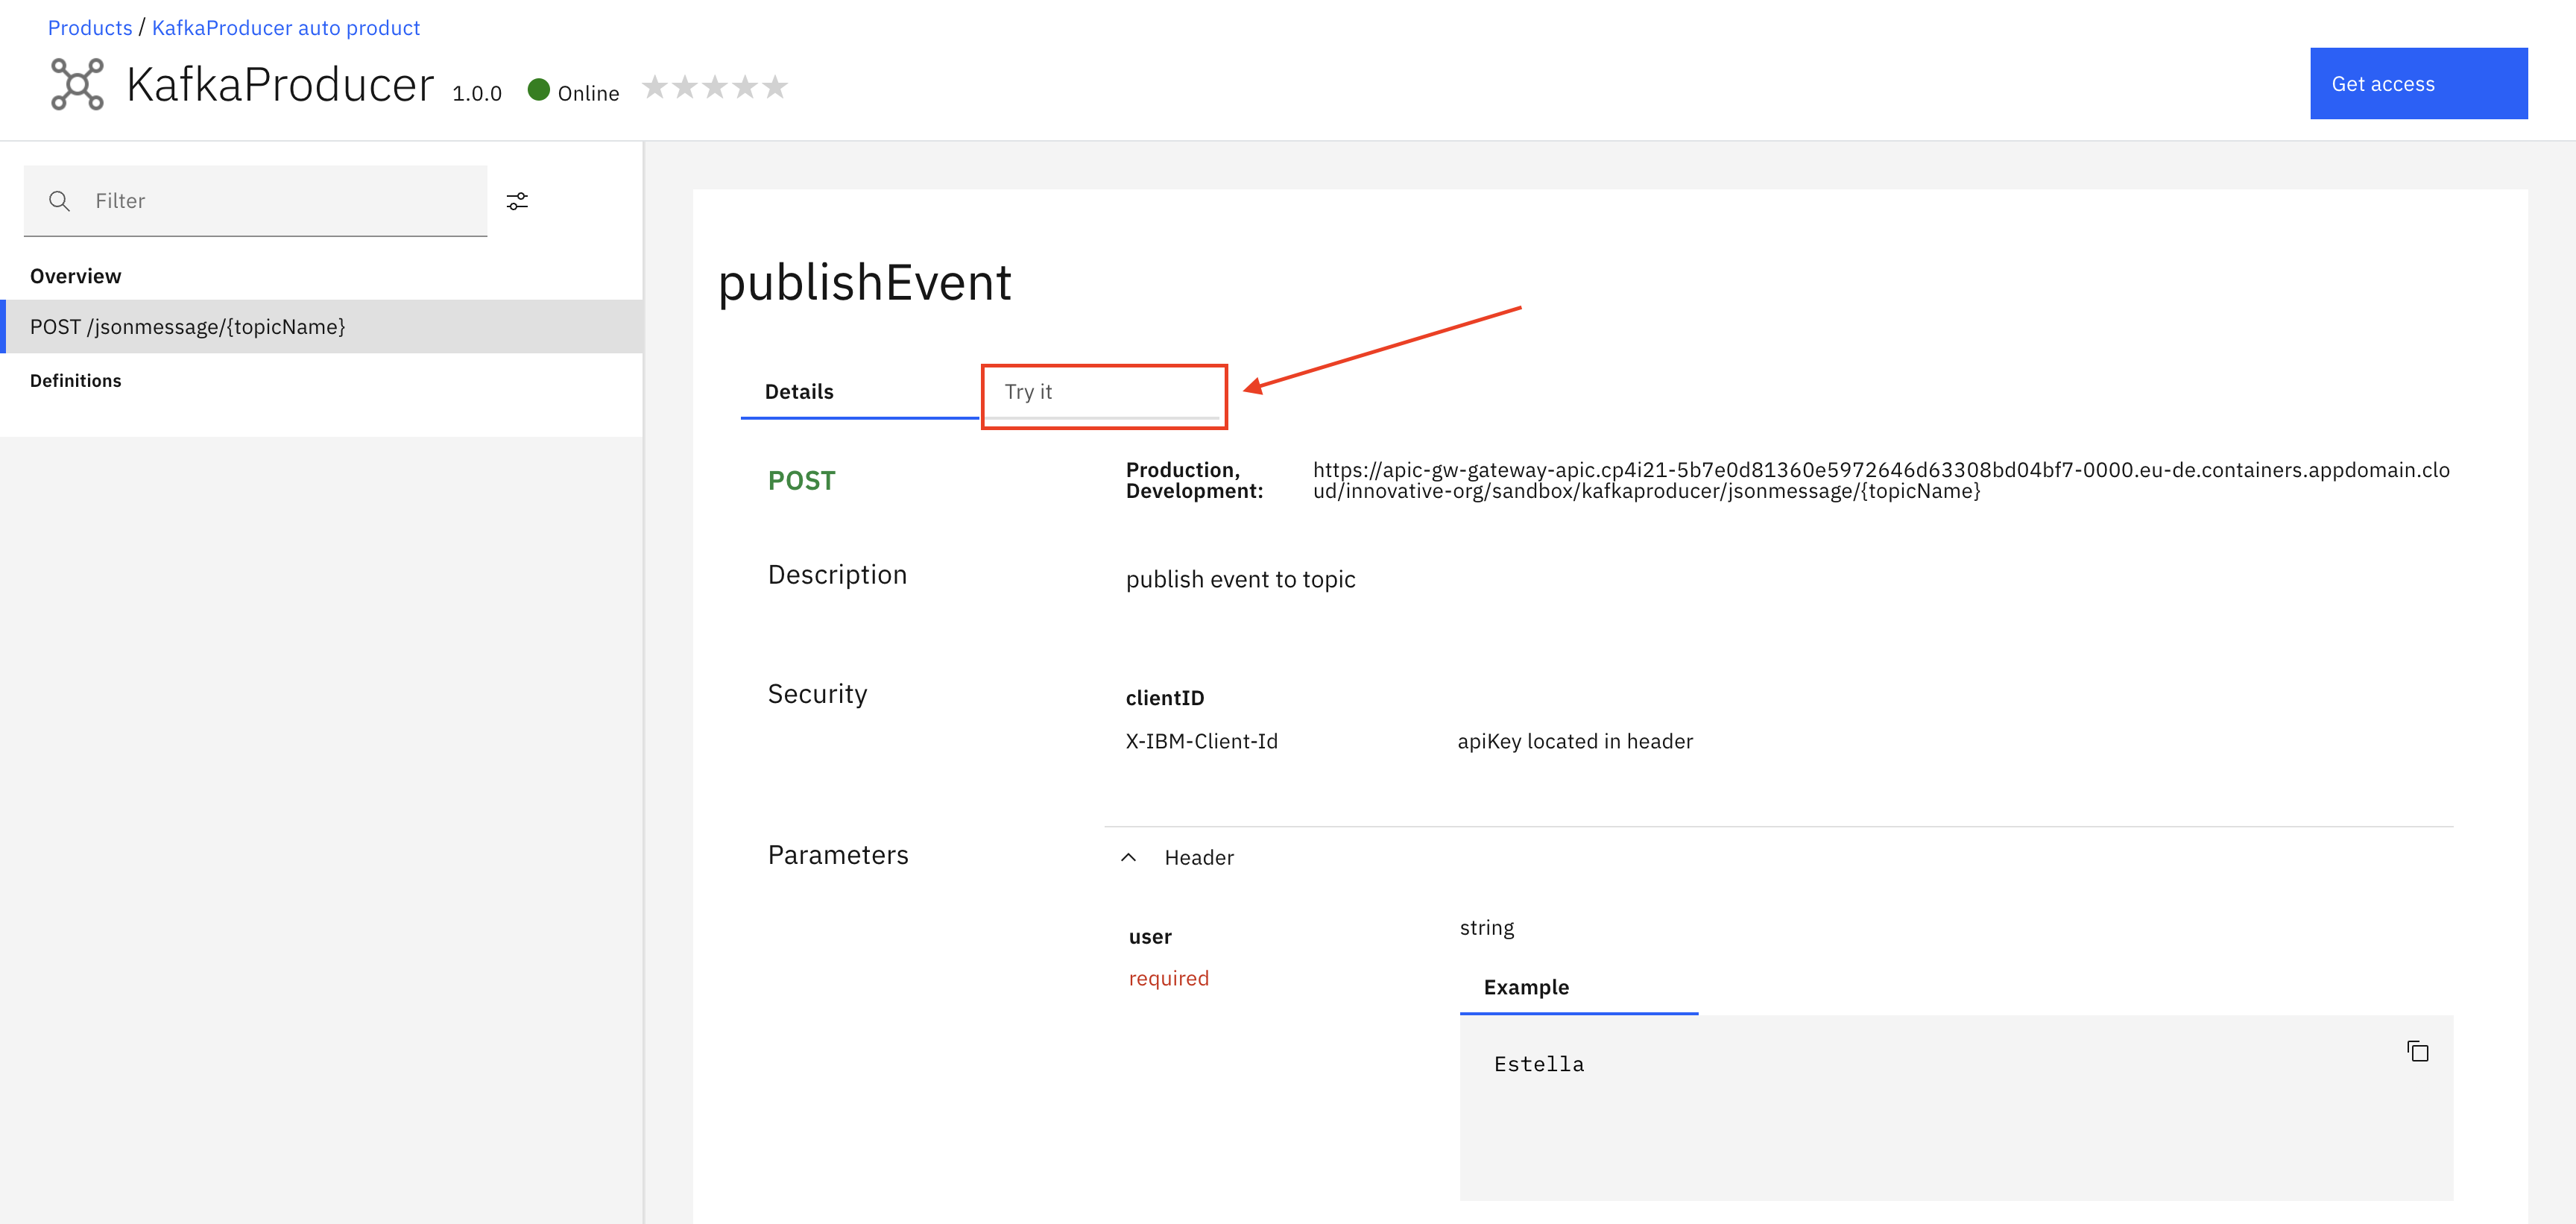 Products / KafkaProducer auto product
KafkaProducer 1.0.0 Online
Get access
Filter
Overview
POST /jsonmessage/{topicName}
Definitions
publishEvent
Details Try it
POST
Production, Development:
https://apic-gw-gateway-apic.cp4i21-5b7e0d81360e5972646d63308bd04bf7-0000.eu-de.containers.appdomain.clo
ud/innovative-org/sandbox/kafkaproducer/jsonmessage/{topicName}
Description
publish event to topic
Security
clientID
X-IBM-Client-Id apiKey located in header
Parameters
Header
user string
required
Example
Estella